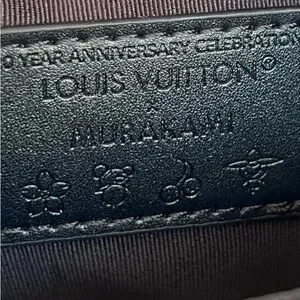 YEAR ANNIVERSARY CELEBRATION
LOUIS VUITTON
×
MURAKAMI